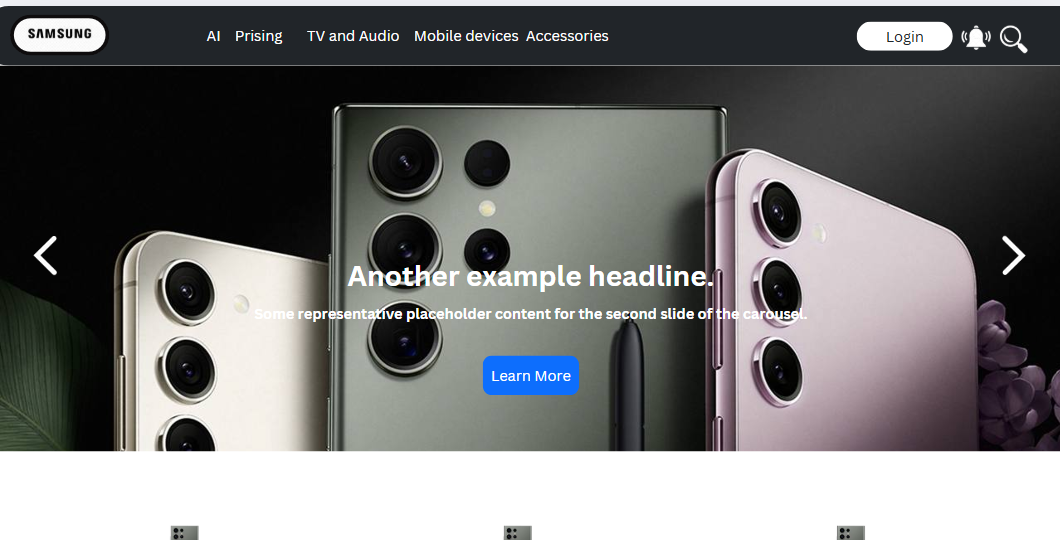 SAMSUNG
AI Prising TV and Audio Mobile devices Accessories
Login
Another example headline.
Some representative placeholder content for the second slide of the carousel.
Learn More